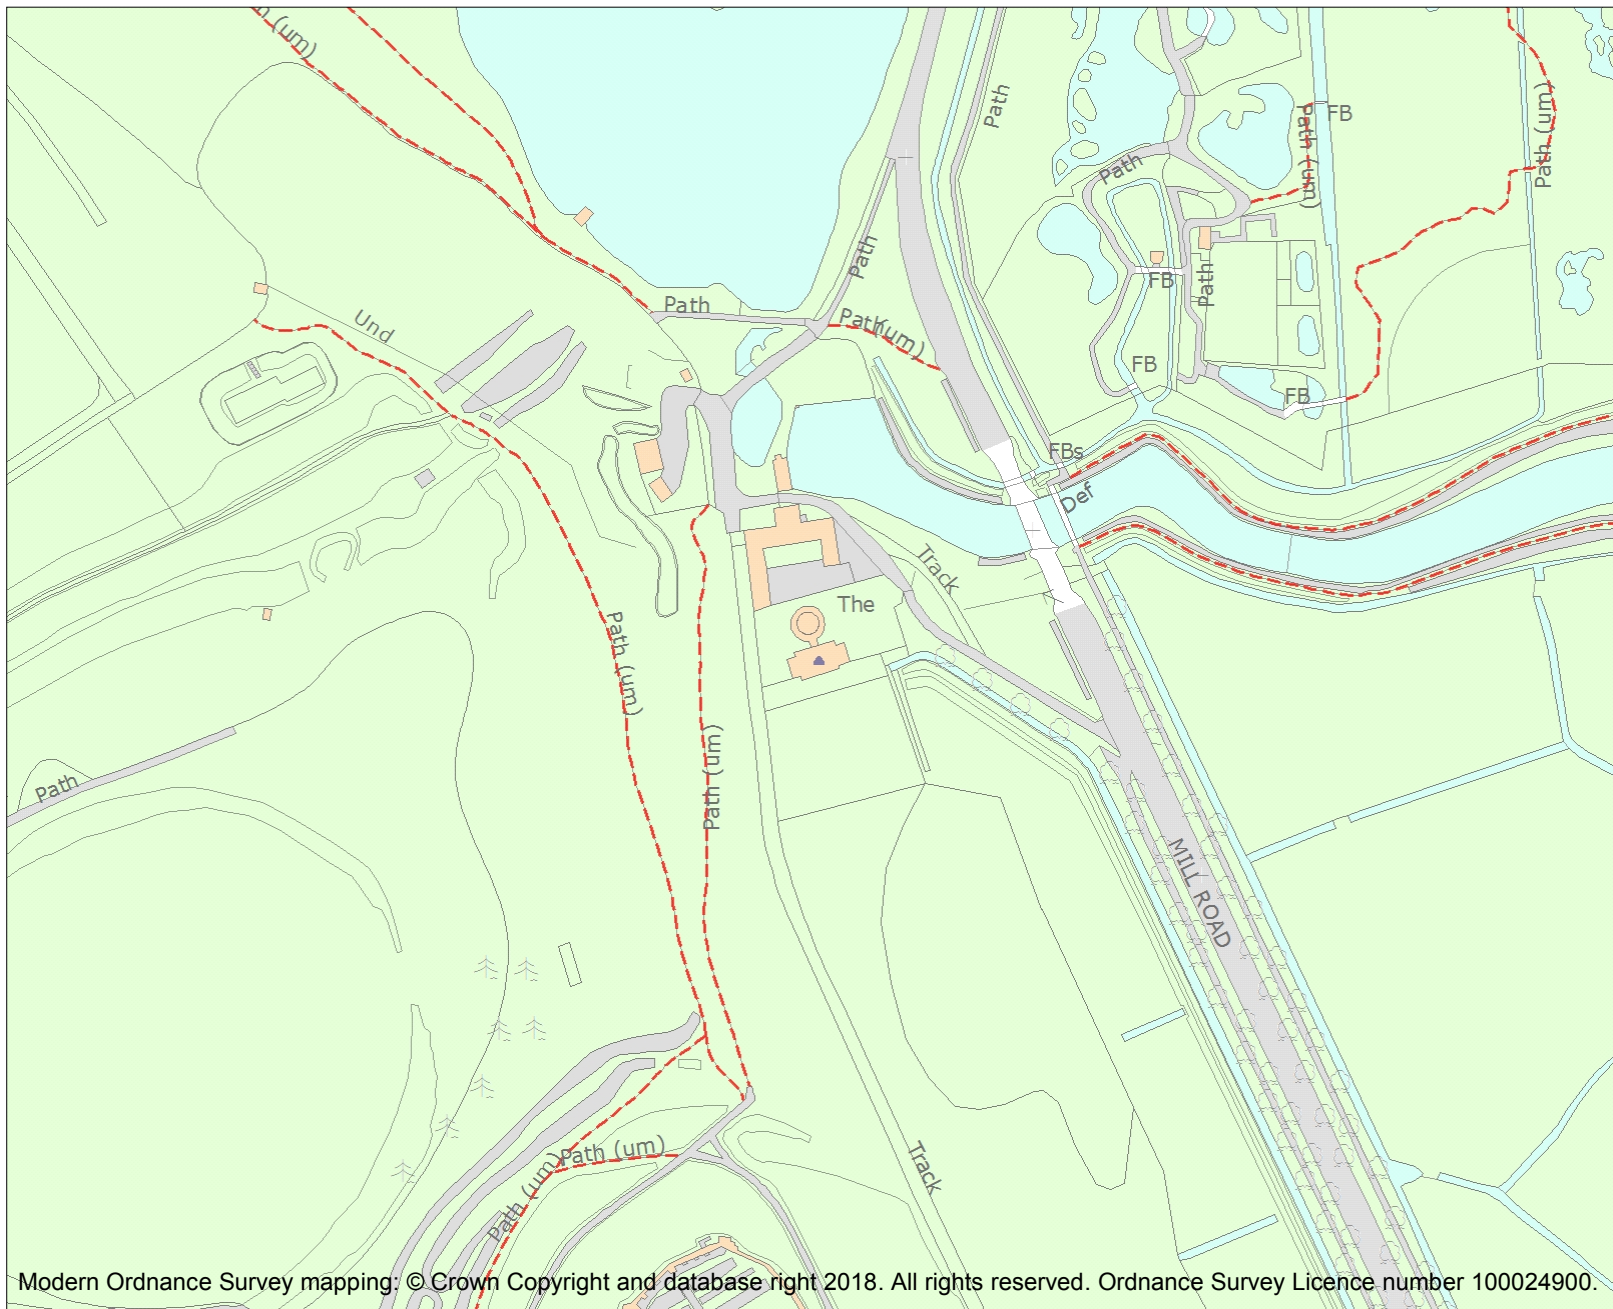 h (um)
Path
Path (um)
FB
Path (um)
Path
Path
Path
FB
Und
Path
Path (um)
FB
FB
FBs
Def
Track
The
Path (um)
Path (um)
Path
MILL ROAD
Track
Path (um)
Path (um)
Modern Ordnance Survey mapping: © Crown Copyright and database right 2018. All rights reserved. Ordnance Survey Licence number 100024900.